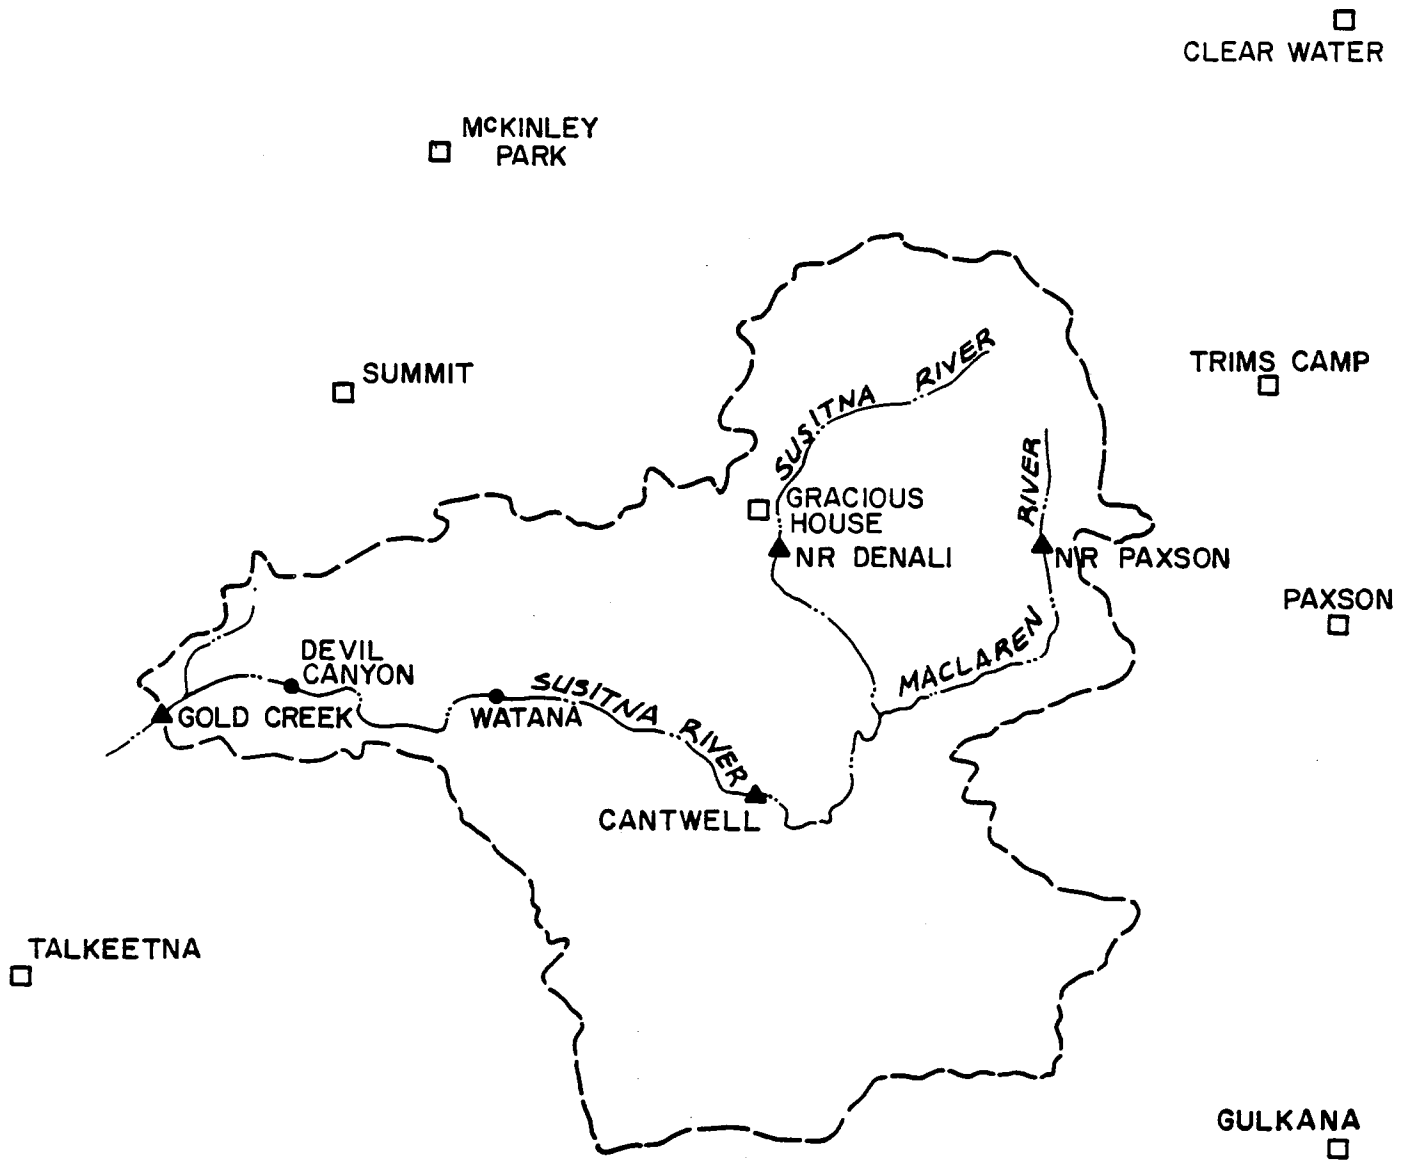 CLEAR WATER
McKINLEY
PARK
SUMMIT
TRIMS CAMP
SUSITNA RIVER
RIVER
GRACIOUS
HOUSE
NR DENALI
NR PAXSON
PAXSON
MACLAREN
DEVIL
CANYON
GOLD CREEK
WATANA
SUSITNA RIVER
CANTWELL
TALKEETNA
GULKANA